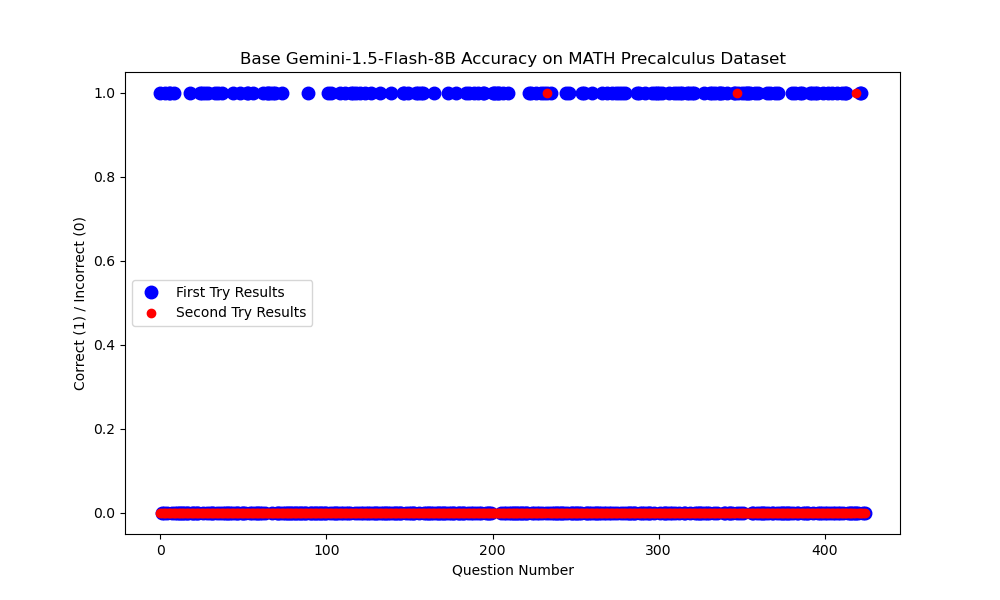 Base Gemini-1.5-Flash-8B Accuracy on MATH Precalculus Dataset
1.0
0.8
0.6
0.4
0.2
0.0
Correct (1) / Incorrect (0)
First Try Results
Second Try Results
0 100 200 300 400
Question Number